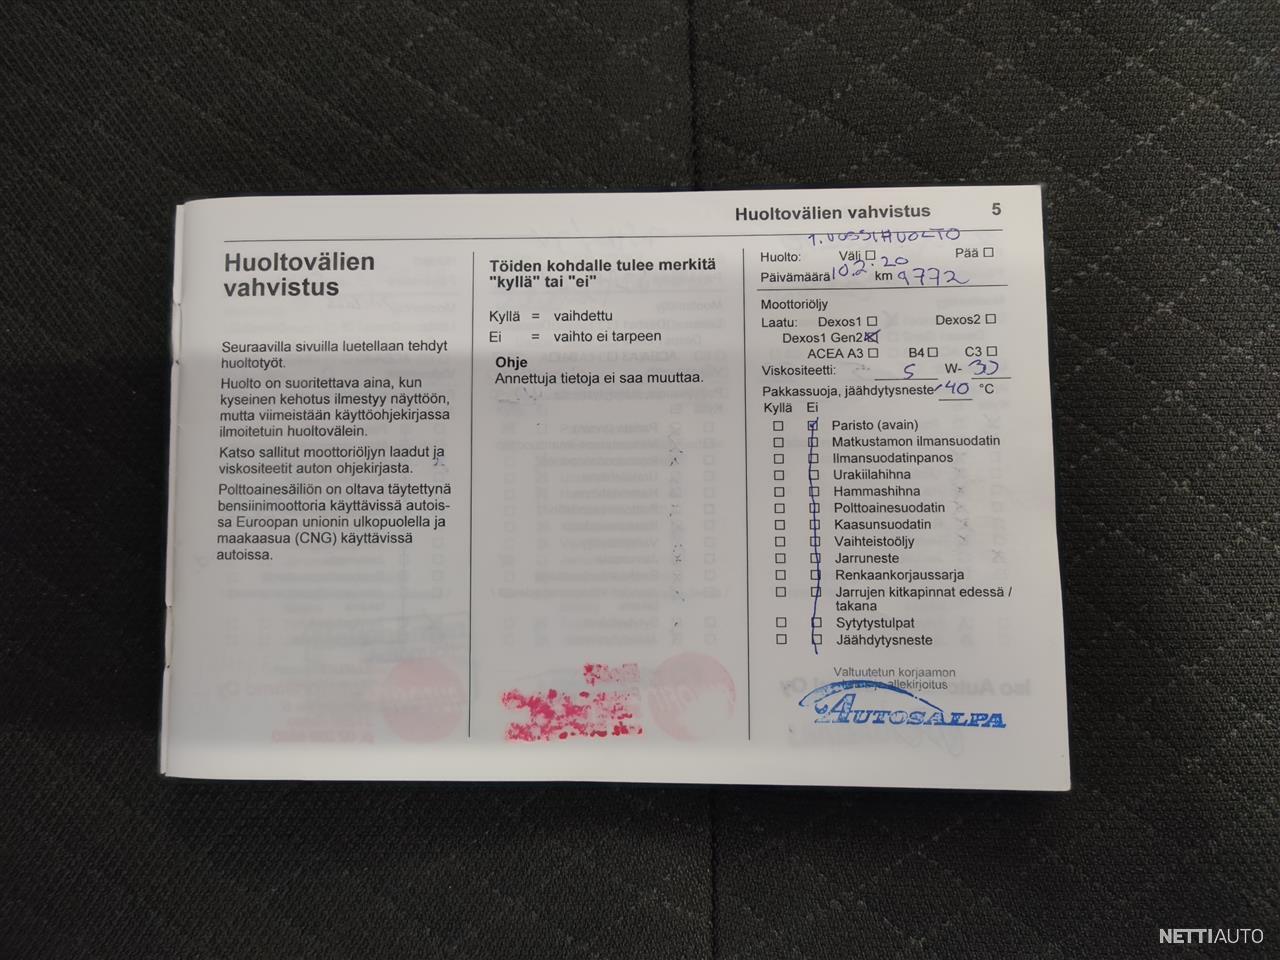 Huoltovälien vahvistus 5
Huoltovälien
vahvistus
Seuraavilla sivuilla luetellaan tehdyt
huoltotyöt.
Huolto on suoritettava aina, kun
kyseinen kehotus ilmestyy näyttöön,
mutta viimeistään käyttöohjekirjassa
ilmoitetuin huoltovälein.
Katso sallitut moottoriöljyn laadut ja
viskositeetit auton ohjekirjasta.
Polttoainesäiliön on oltava täytettynä
bensiinimoottoria käyttävissä autois-
sa Euroopan unionin ulkopuolella ja
maakaasua (CNG) käyttävissä
autoissa.
Töiden kohdalle tulee merkitä
"kyllä" tai "ei"
Kyllä = vaihdettu
Ei = vaihto ei tarpeen
Ohje
Annettuja tietoja ei saa muuttaa.
1. VUOSIHUOLTO
Huolto: Väli Pää
Päivämäärä 10.2.20 km 9772
Moottoriöljy
Laatu: Dexos1 Dexos2
Dexos1 Gen2
ACEA A3 B4 C3
Viskositeetti: 5 W- 30
Pakkassuoja, jäähdytysneste -40 °C
Kyllä Ei
Paristo (avain)
Matkustamon ilmansuodatin
Ilmansuodatinpanos
Urakiilahihna
Hammashihna
Polttoainesuodatin
Kaasunsuodatin
Vaihteistoöljy
Jarruneste
Renkaankorjaussarja
Jarrujen kitkapinnat edessä /
takana
Sytytystulpat
Jäähdytysneste
Valtuutetun korjaamon
allekirjoitus
AUTOSALPA
NETTIAUTO